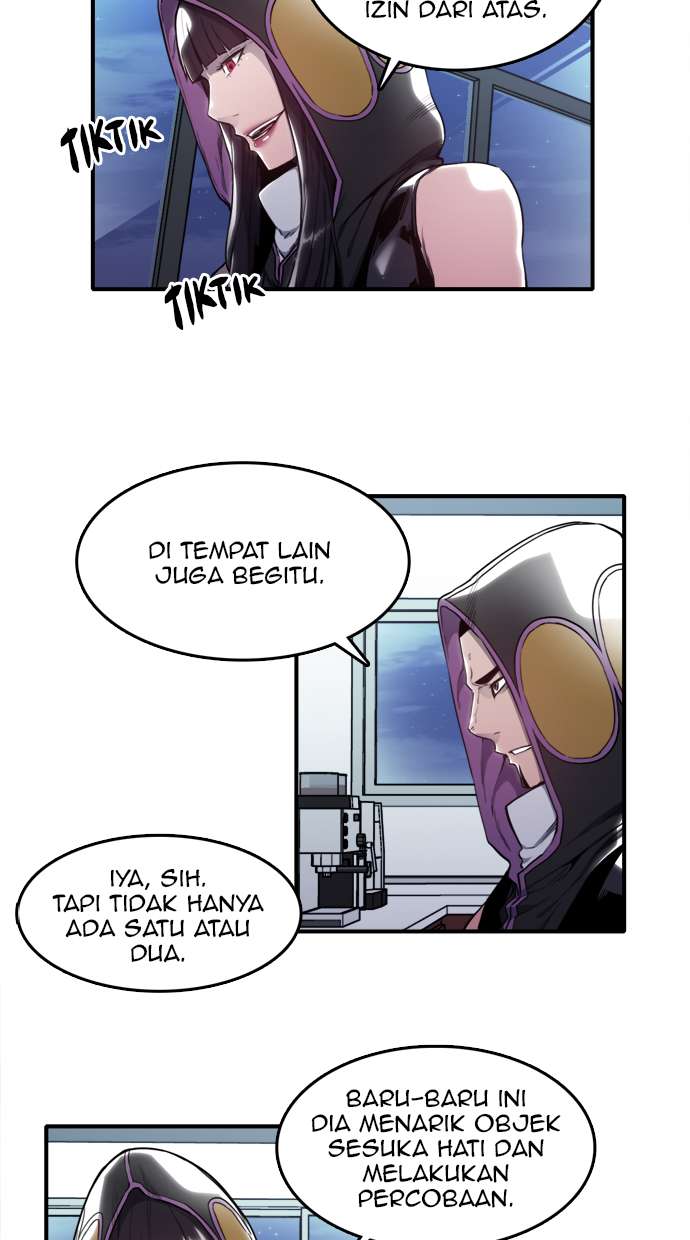 IZIN DARI ATAS.
TIKTIK
TIKTIK
DI TEMPAT LAIN
JUGA BEGITU.
IYA, SIH.
TAPI TIDAK HANYA
ADA SATU ATAU
DUA.
BARU-BARU INI
DIA MENARIK OBJEK
SESUKA HATI DAN
MELAKUKAN
PERCOBAAN.